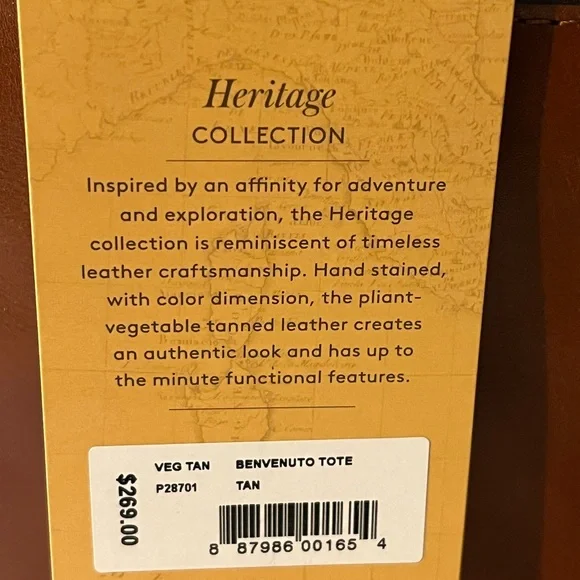 Heritage
COLLECTION
Inspired by an affinity for adventure
and exploration, the Heritage
collection is reminiscent of timeless
leather craftsmanship. Hand stained,
with color dimension, the pliant-
vegetable tanned leather creates
an authentic look and has up to
the minute functional features.
$269.00
VEG TAN BENVENUTO TOTE
P28701 TAN
8 87986 00165 4